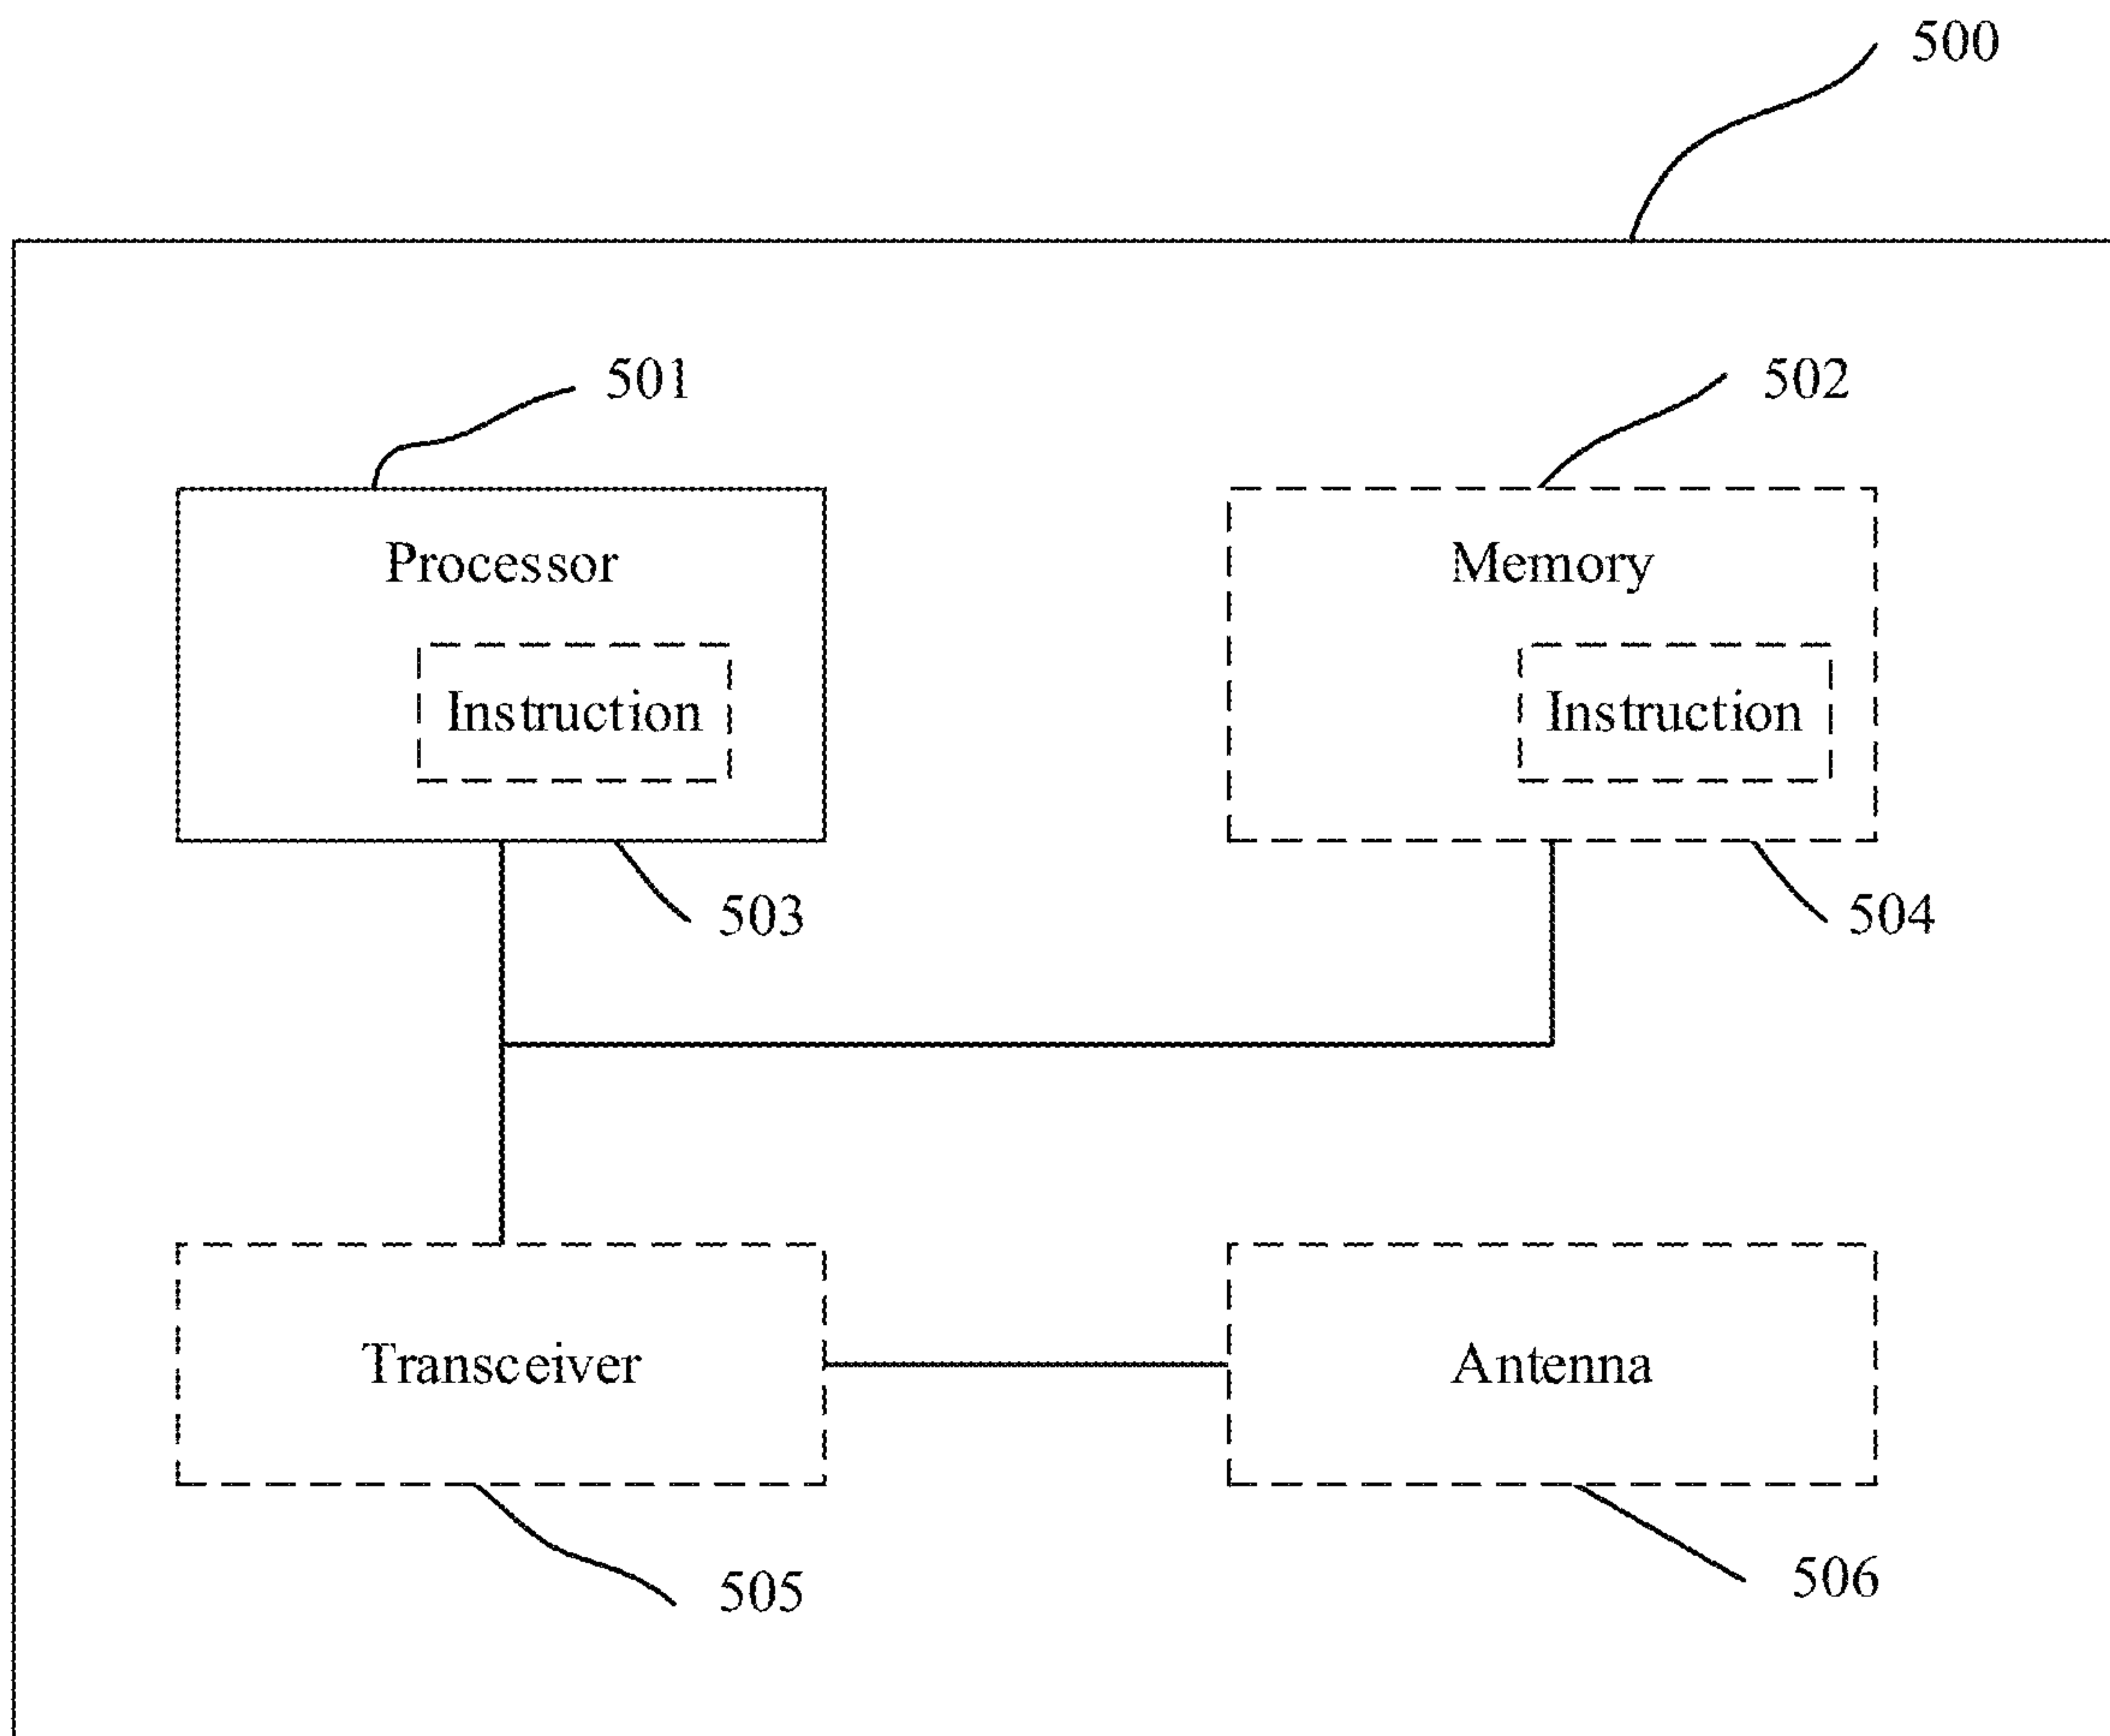 500
501
502
Processor
Memory
Instruction
Instruction
503
504
Transceiver
Antenna
505
506